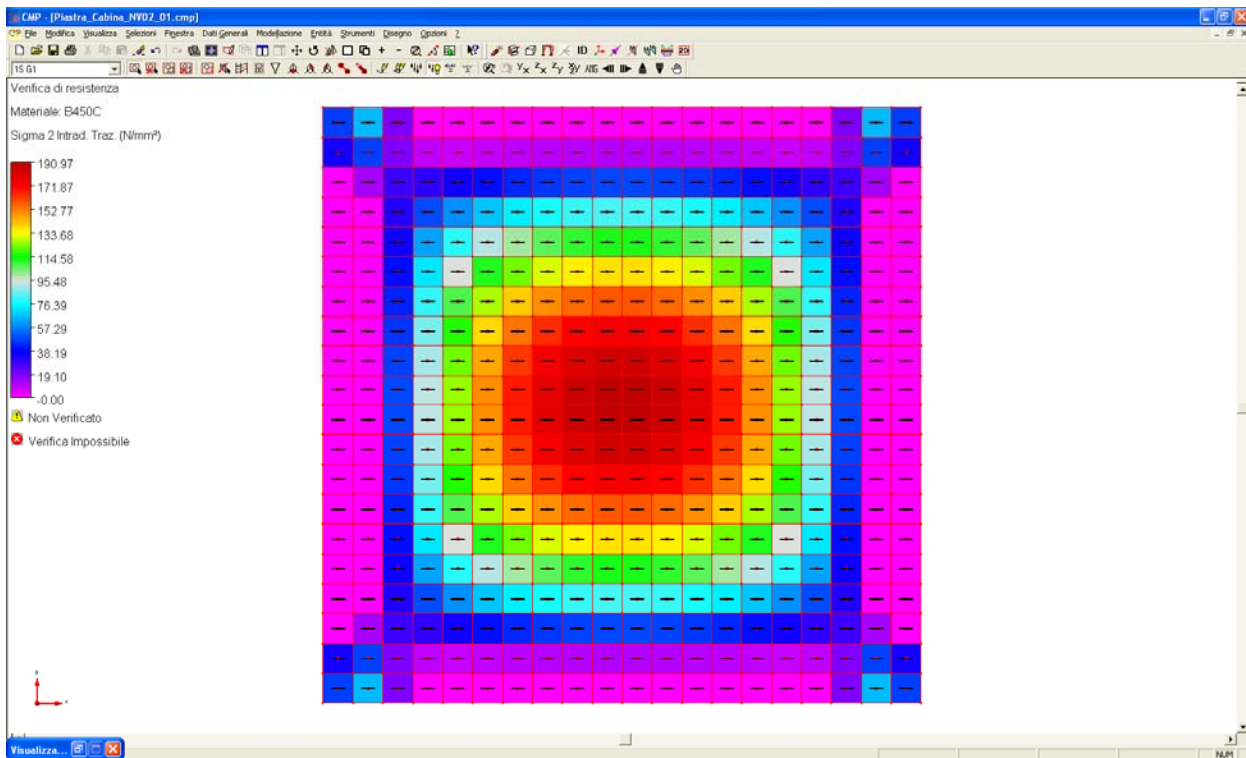 CMP - [Piastra_Cabina_NV02_01.cmp]
File Modifica Visualizza Selezioni Finestra Dati Generali Modellazione Entità Strumenti Disegno Opzioni ?
ID
1S G1
Verifica di resistenza
Materiale: B450C
Sigma 2 Intrad. Traz. (N/mm²)
190.97
171.87
152.77
133.68
114.58
95.48
76.39
57.29
38.19
19.10
-0.00
Non Verificato
Verifica Impossibile
Visualizza...
NUM